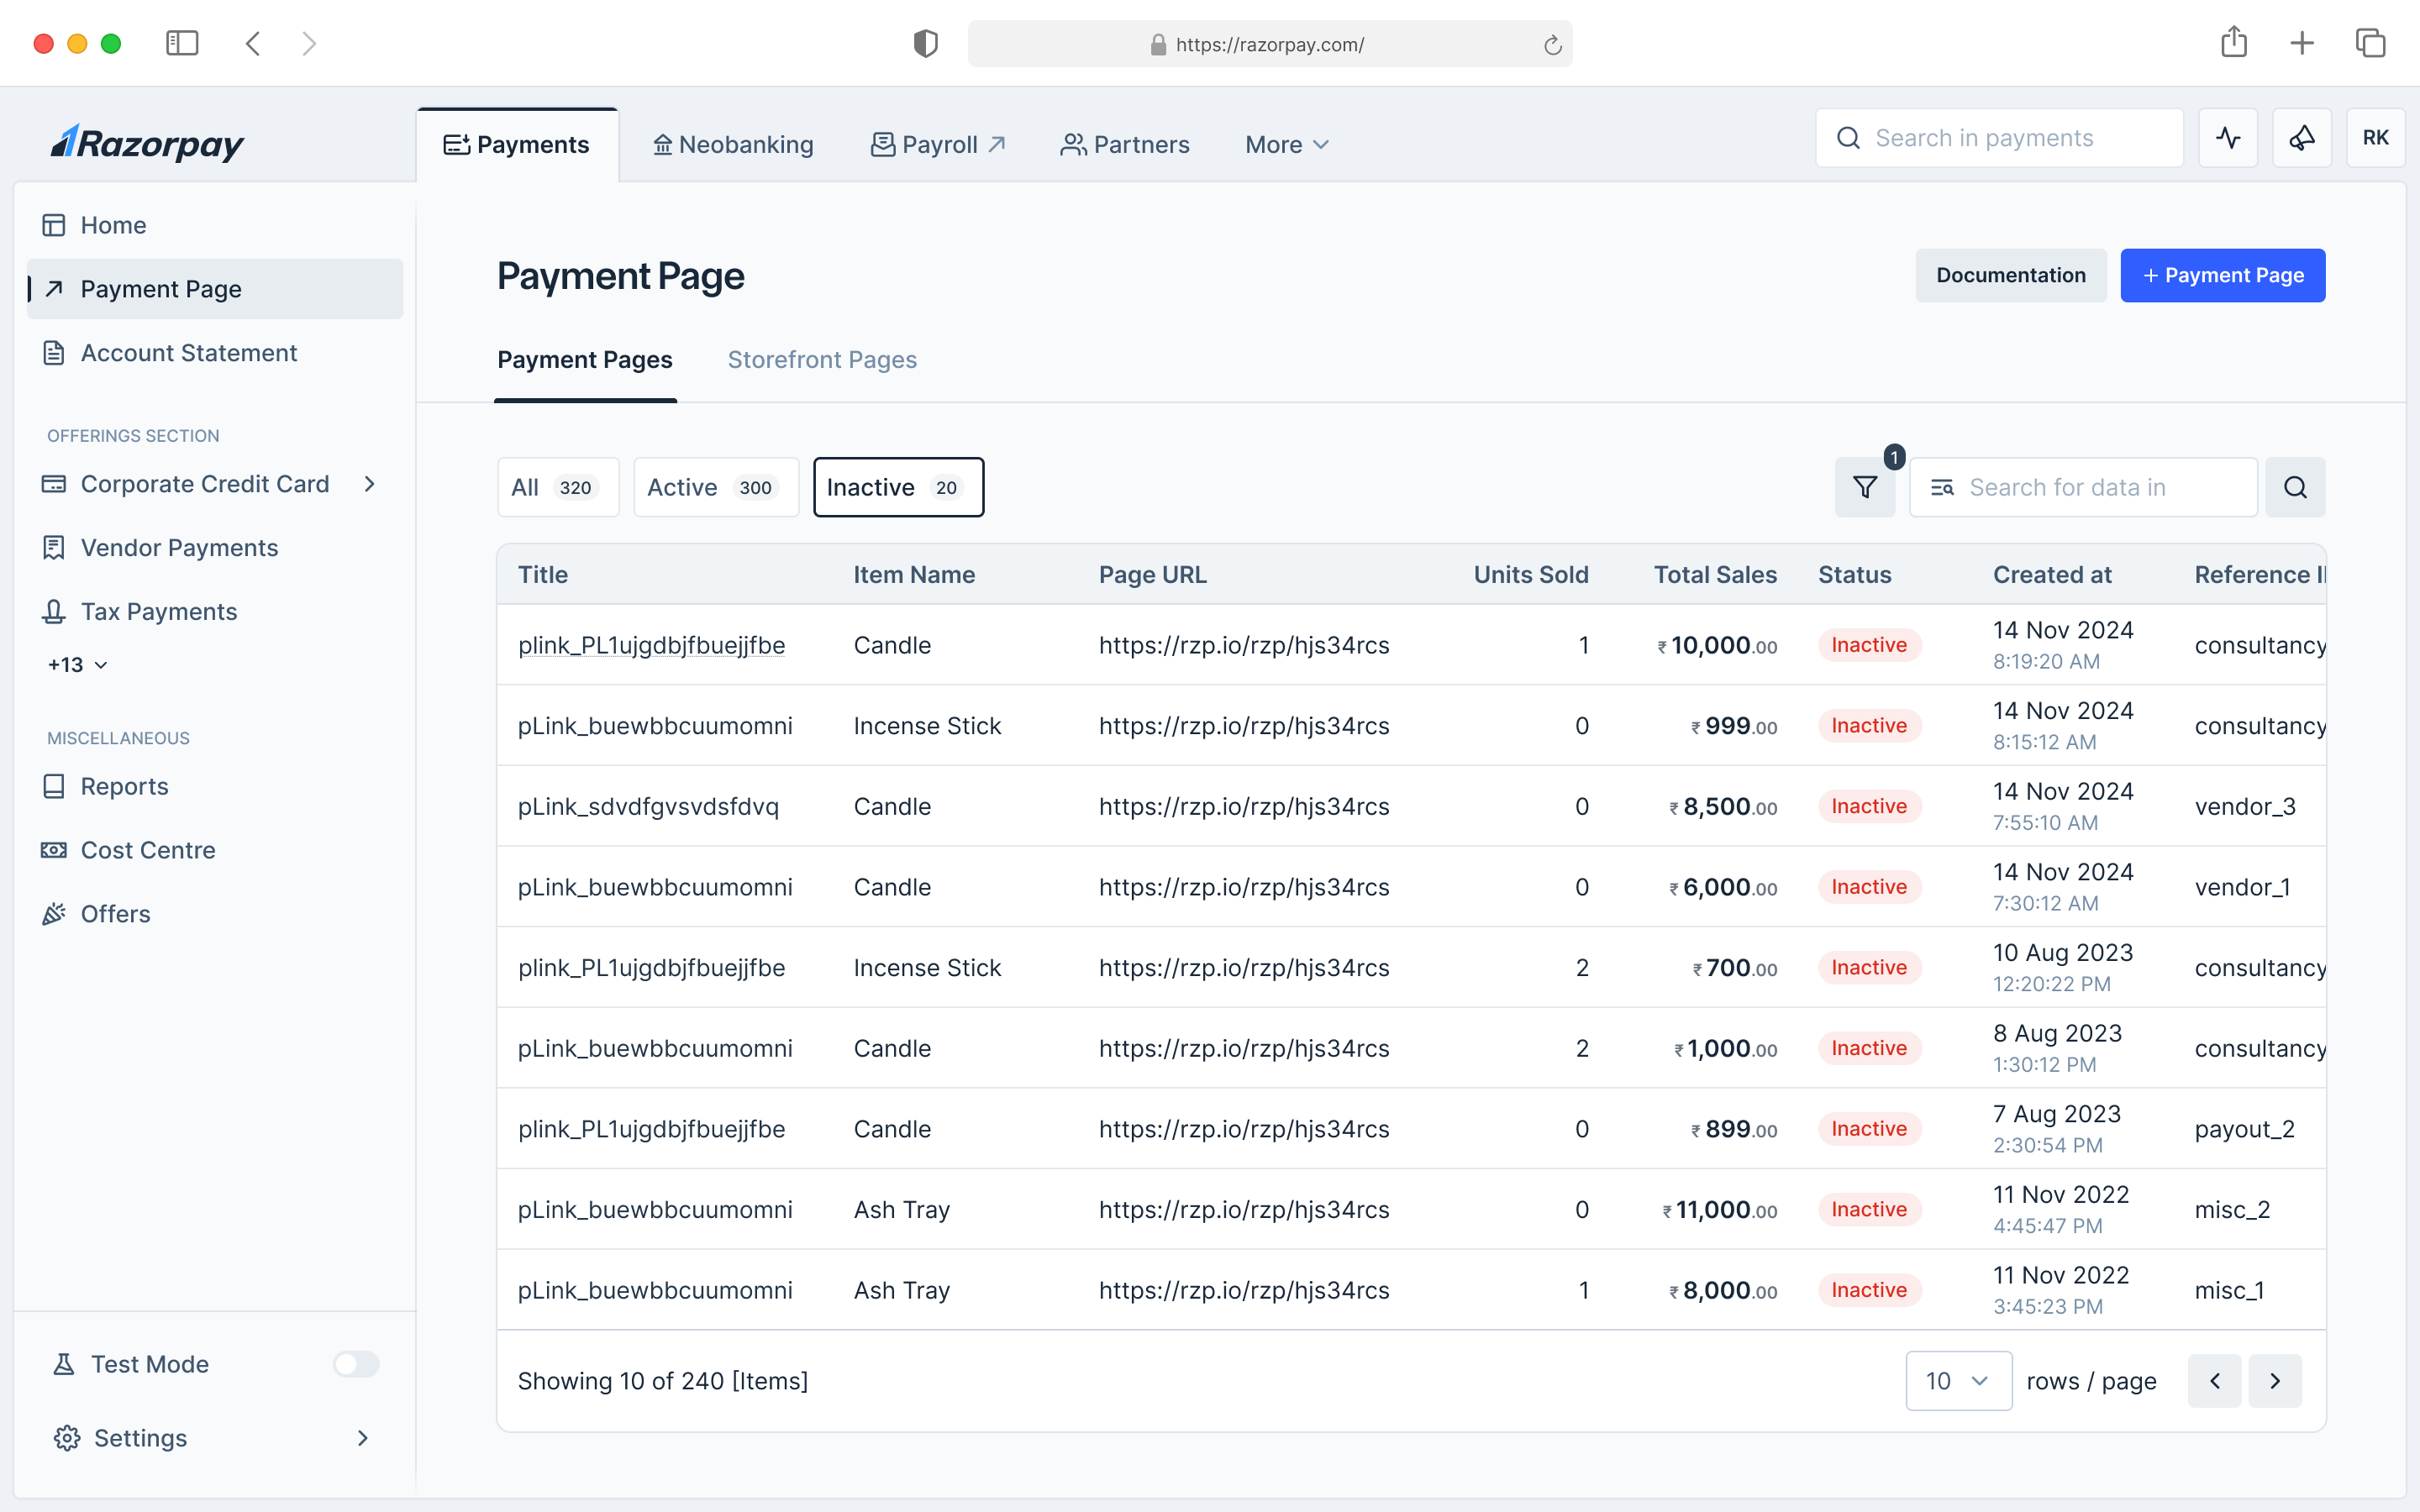 https://razorpay.com/
Razorpay
Payments
Neobanking
Payroll
Partners
More
Search in payments
RK
Home
Payment Page
Account Statement
OFFERINGS SECTION
Corporate Credit Card
Vendor Payments
Tax Payments
+13
MISCELLANEOUS
Reports
Cost Centre
Offers
Test Mode
Settings
Payment Page
Documentation
+ Payment Page
Payment Pages
Storefront Pages
All 320
Active 300
Inactive 20
1
Search for data in
Title Item Name Page URL Units Sold Total Sales Status Created at Reference
plink_PL1ujgdbjfbuejjfbe Candle https://rzp.io/rzp/hjs34rcs 1 ₹10,000.00 Inactive 14 Nov 2024 consultancy
8:19:20 AM
pLink_buewbbcuumomni Incense Stick https://rzp.io/rzp/hjs34rcs 0 ₹999.00 Inactive 14 Nov 2024 consultancy
8:15:12 AM
pLink_sdvdfgvsvdsfdvq Candle https://rzp.io/rzp/hjs34rcs 0 ₹8,500.00 Inactive 14 Nov 2024 vendor_3
7:55:10 AM
pLink_buewbbcuumomni Candle https://rzp.io/rzp/hjs34rcs 0 ₹6,000.00 Inactive 14 Nov 2024 vendor_1
7:30:12 AM
plink_PL1ujgdbjfbuejjfbe Incense Stick https://rzp.io/rzp/hjs34rcs 2 ₹700.00 Inactive 10 Aug 2023 consultancy
12:20:22 PM
pLink_buewbbcuumomni Candle https://rzp.io/rzp/hjs34rcs 2 ₹1,000.00 Inactive 8 Aug 2023 consultancy
1:30:12 PM
plink_PL1ujgdbjfbuejjfbe Candle https://rzp.io/rzp/hjs34rcs 0 ₹899.00 Inactive 7 Aug 2023 payout_2
2:30:54 PM
pLink_buewbbcuumomni Ash Tray https://rzp.io/rzp/hjs34rcs 0 ₹11,000.00 Inactive 11 Nov 2022 misc_2
4:45:47 PM
pLink_buewbbcuumomni Ash Tray https://rzp.io/rzp/hjs34rcs 1 ₹8,000.00 Inactive 11 Nov 2022 misc_1
3:45:23 PM
Showing 10 of 240 [Items]
10
rows / page